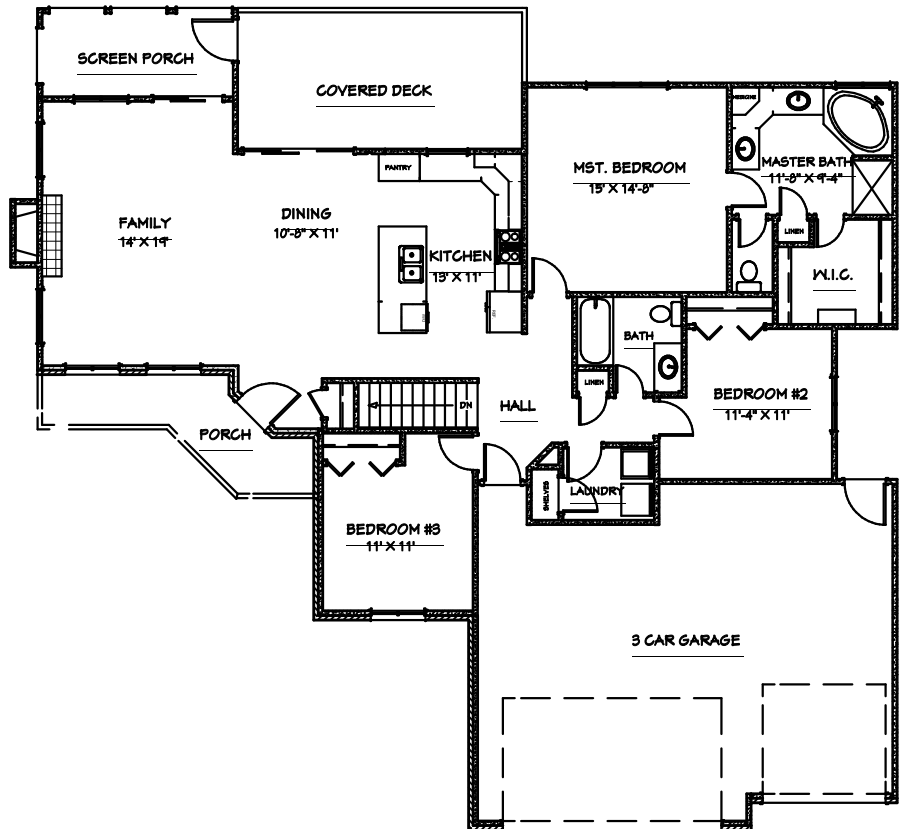 SCREEN PORCH
COVERED DECK
MEDICINE
MST. BEDROOM
15' X 14'-8"
MASTER BATH
11'-8" X 9'-4"
PANTRY
FAMILY
14' X 19'
DINING
10'-8" X 11'
KITCHEN
13' X 11'
LINEN
W.I.C.
REF
BATH
LINEN
BEDROOM #2
11'-4" X 11'
DN
HALL
PORCH
SHELVES
LAUNDRY
BEDROOM #3
11' X 11'
3 CAR GARAGE